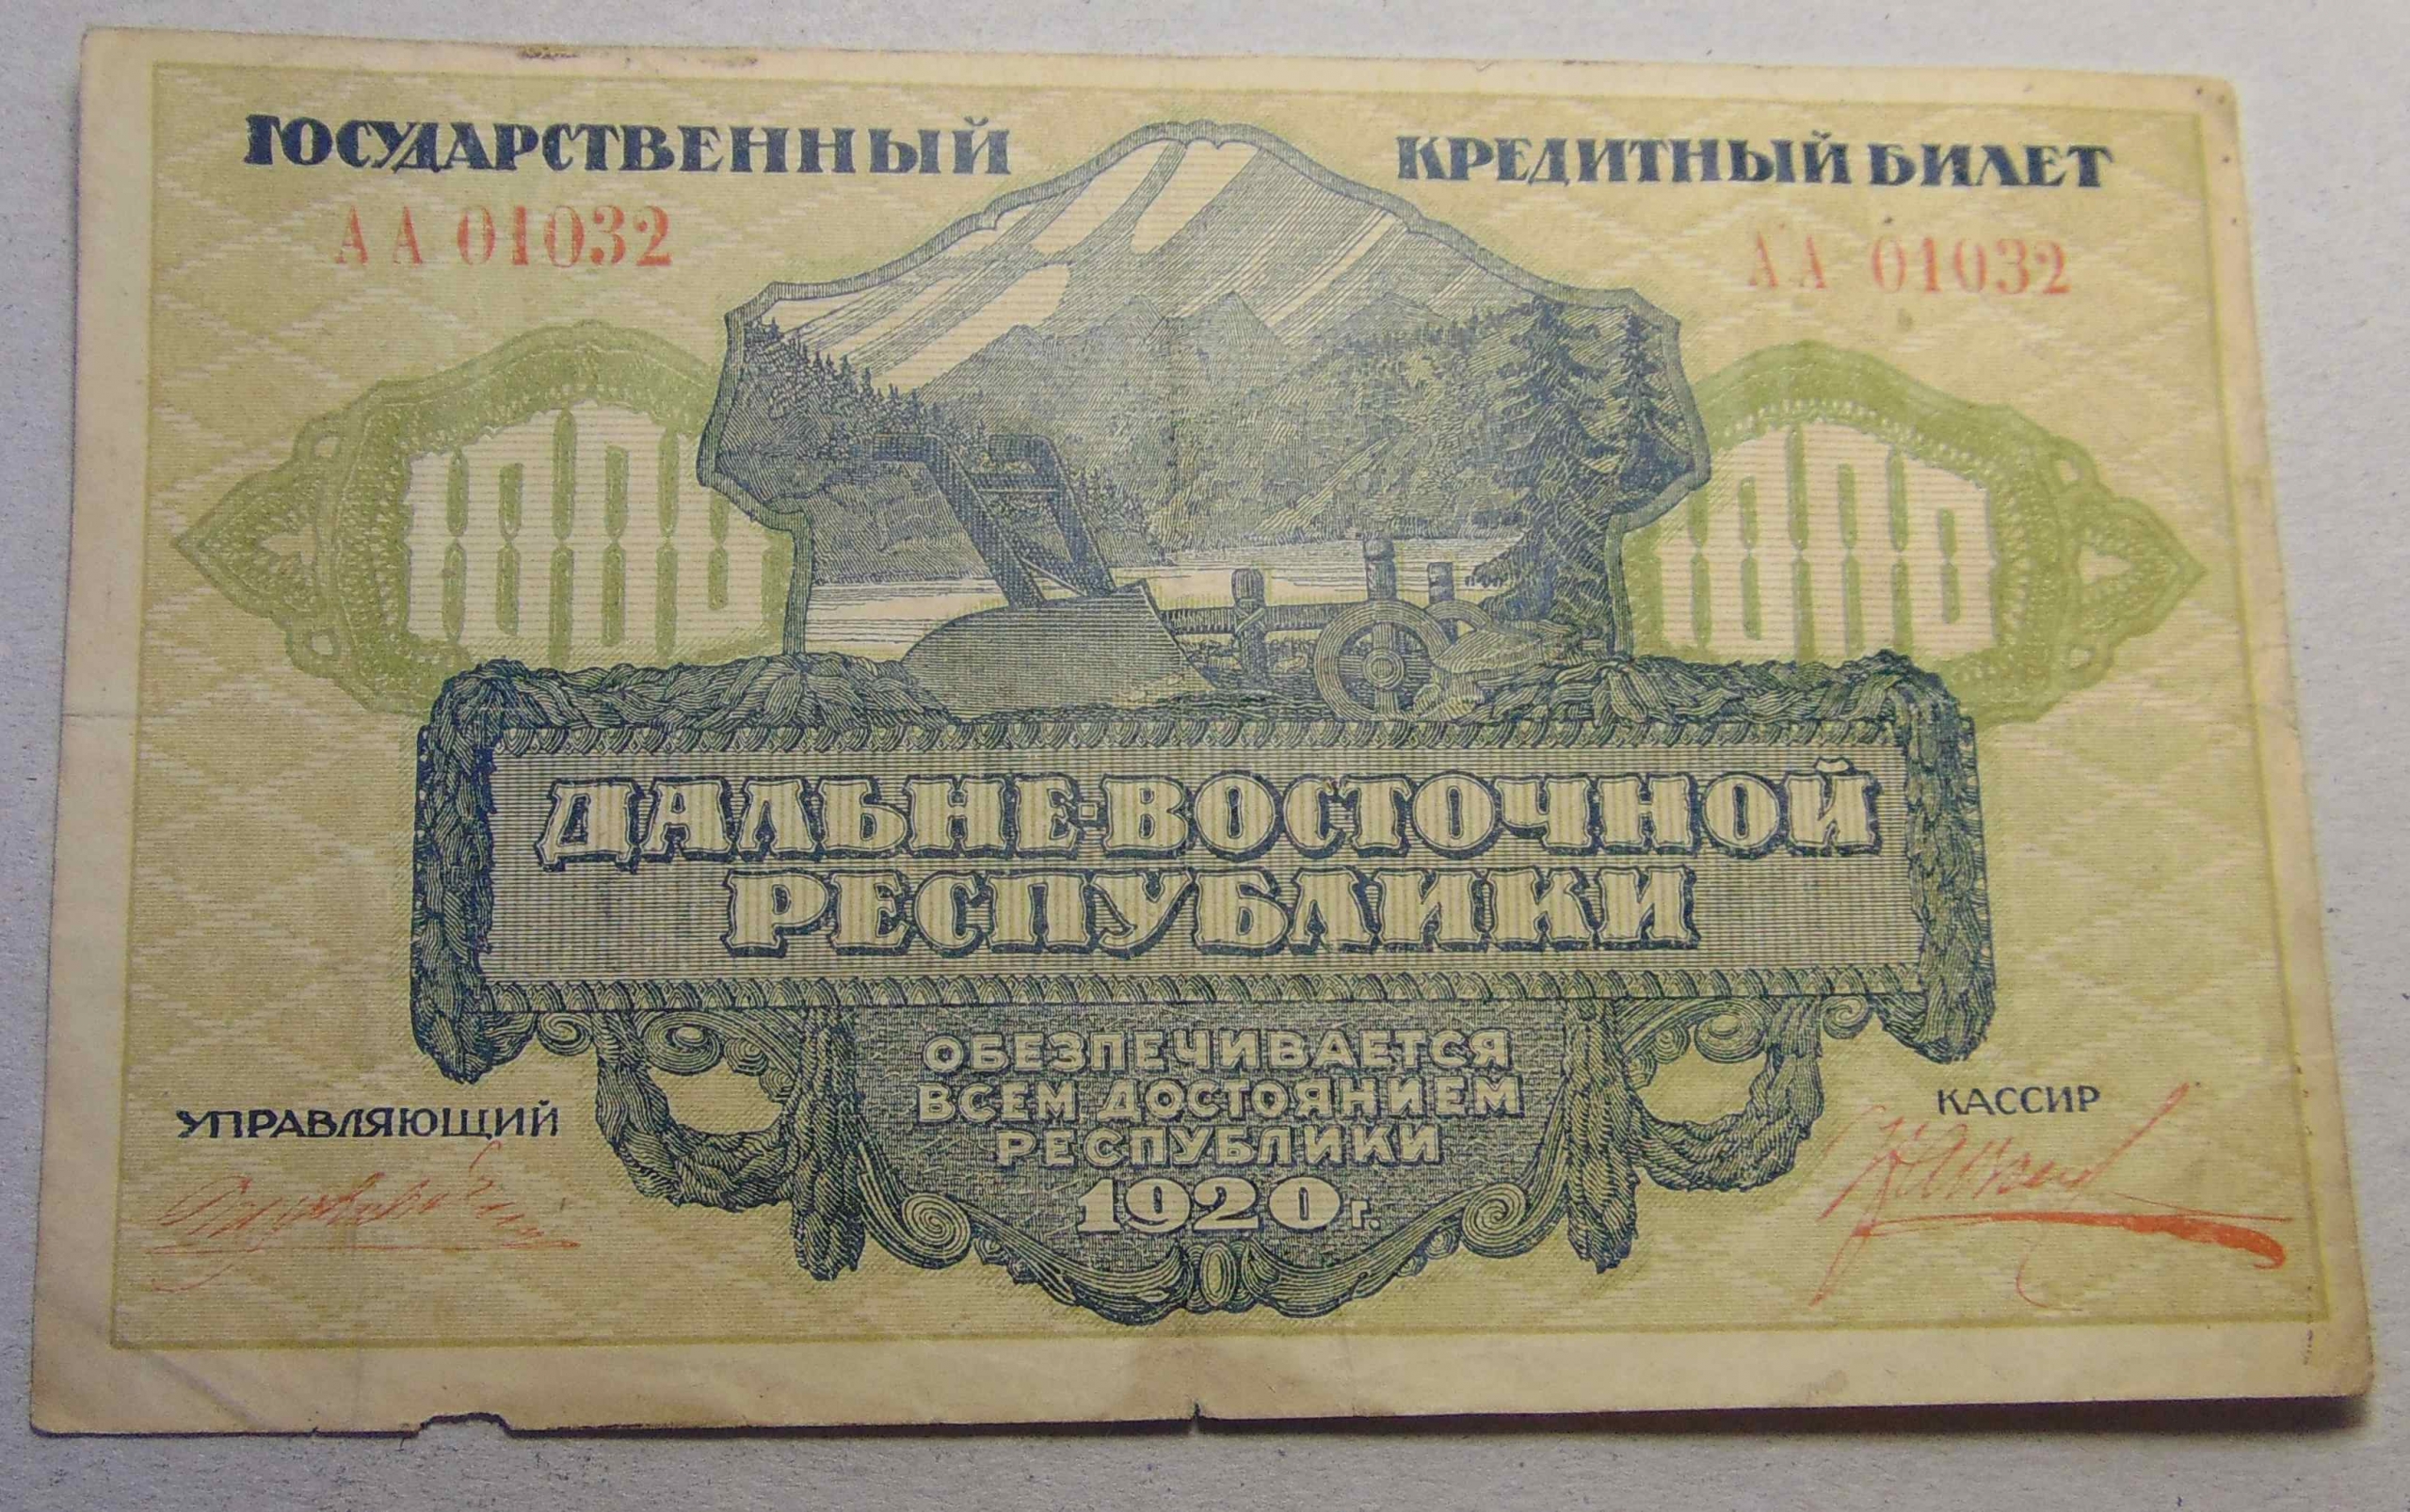 ГОСУДАРСТВЕННЫЙ КРЕДИТНЫЙ БИЛЕТ
АА 01032 АА 01032
1000 1000
ДАЛЬНЕ-ВОСТОЧНОЙ
РЕСПУБЛИКИ
ОБЕЗПЕЧИВАЕТСЯ
ВСЕМ ДОСТОЯНИЕМ
РЕСПУБЛИКИ
1920 г.
УПРАВЛЯЮЩИЙ КАССИР